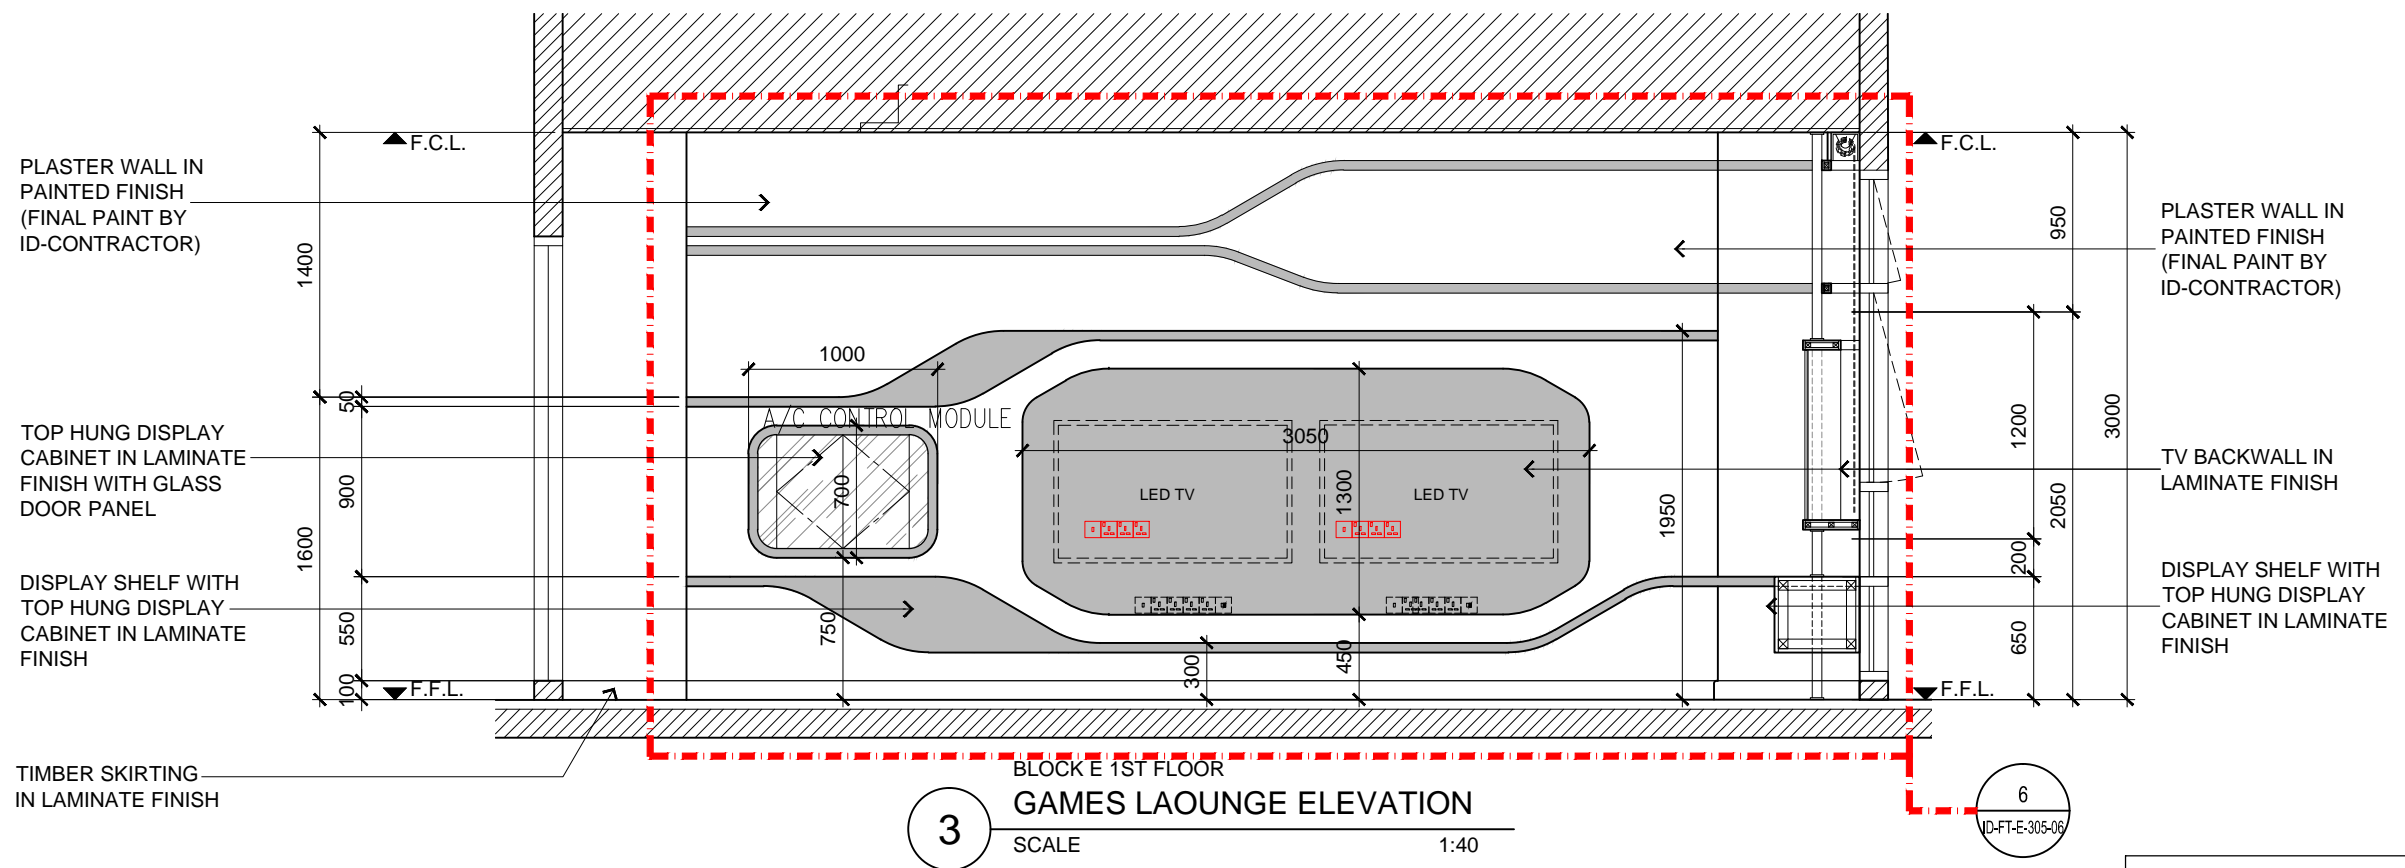 F.C.L.
F.C.L.
PLASTER WALL IN
PAINTED FINISH
(FINAL PAINT BY
ID-CONTRACTOR)
PLASTER WALL IN
PAINTED FINISH
(FINAL PAINT BY
ID-CONTRACTOR)
1400
950
1000
50
A/C CONTROL MODULE
TOP HUNG DISPLAY
CABINET IN LAMINATE
FINISH WITH GLASS
DOOR PANEL
3050
1200
3000
TV BACKWALL IN
LAMINATE FINISH
900
700
LED TV
1300
LED TV
1950
2050
1600
200
DISPLAY SHELF WITH
TOP HUNG DISPLAY
CABINET IN LAMINATE
FINISH
DISPLAY SHELF WITH
TOP HUNG DISPLAY
CABINET IN LAMINATE
FINISH
550
750
300
450
650
100
F.F.L.
F.F.L.
TIMBER SKIRTING
IN LAMINATE FINISH
BLOCK E 1ST FLOOR
3
GAMES LAOUNGE ELEVATION
SCALE 1:40
6
ID-FT-E-305-06